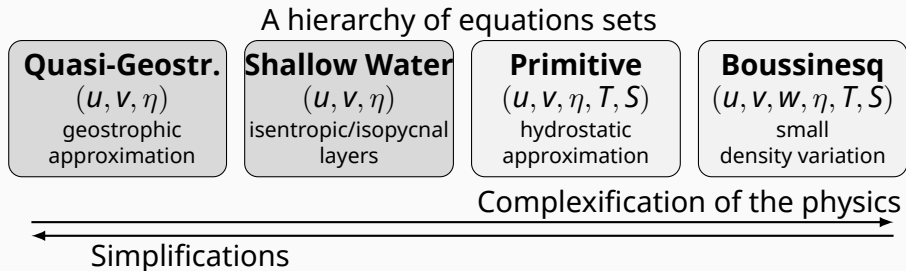 A hierarchy of equations sets
Quasi-Geostr.
(u, v, η)
geostrophic
approximation
Shallow Water
(u, v, η)
isentropic/isopycnal
layers
Primitive
(u, v, η, T, S)
hydrostatic
approximation
Boussinesq
(u, v, w, η, T, S)
small
density variation
Complexification of the physics
Simplifications